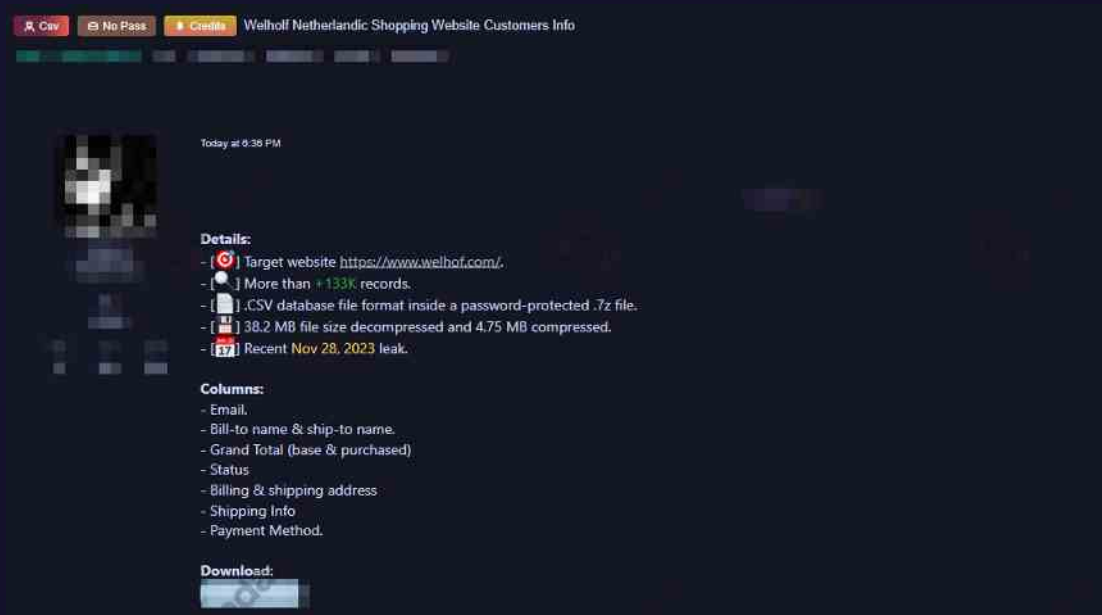 Csv No Pass Credits Welholf Netherlandic Shopping Website Customers Info
Today at 6:36 PM
Details:
- [🎯] Target website https://www.welhof.com/.
- [🔍] More than +133K records.
- [📄] .CSV database file format inside a password-protected .7z file.
- [💾] 38.2 MB file size decompressed and 4.75 MB compressed.
- [📅] Recent Nov 28, 2023 leak.
Columns:
- Email.
- Bill-to name & ship-to name.
- Grand Total (base & purchased)
- Status
- Billing & shipping address
- Shipping Info
- Payment Method.
Download: